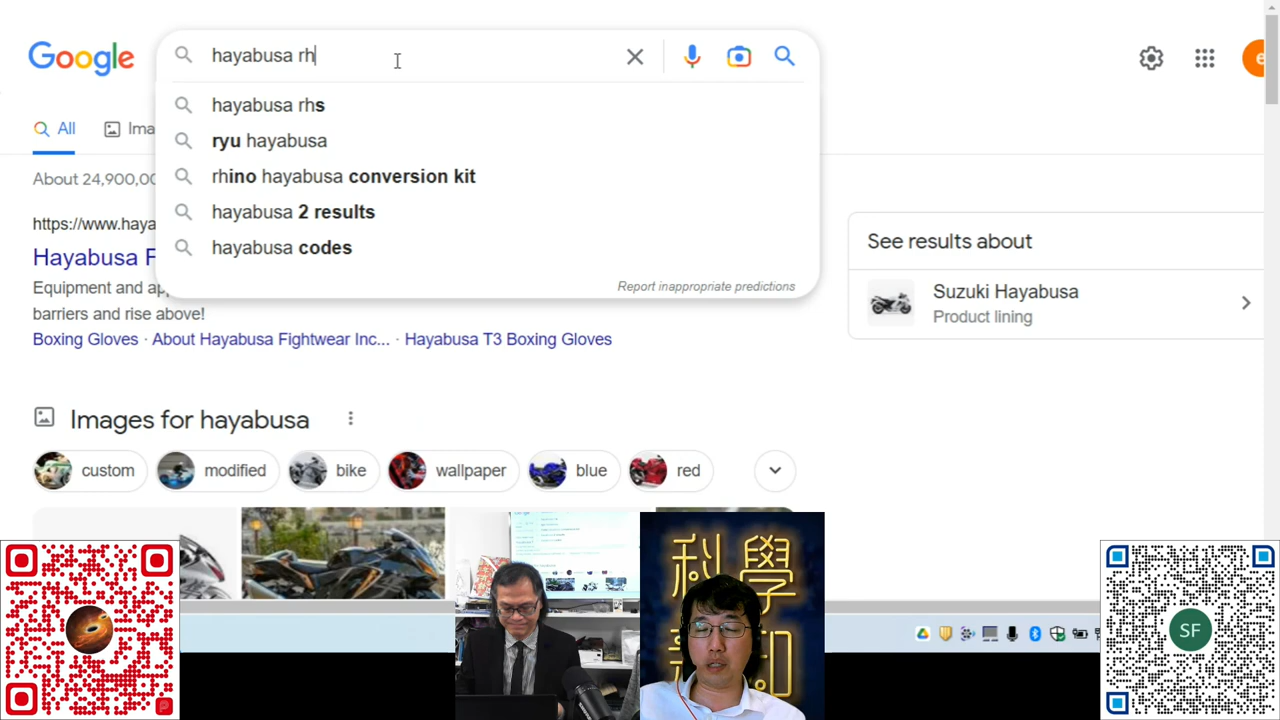 Google
hayabusa rh
hayabusa rhs
ryu hayabusa
rhino hayabusa conversion kit
hayabusa 2 results
hayabusa codes
Report inappropriate predictions
All
Ima
About 24,900,00
https://www.haya
Hayabusa F
Equipment and ap
barriers and rise above!
Boxing Gloves · About Hayabusa Fightwear Inc... · Hayabusa T3 Boxing Gloves
See results about
Suzuki Hayabusa
Product lining
Images for hayabusa
custom
modified
bike
wallpaper
blue
red
科學
知
SF